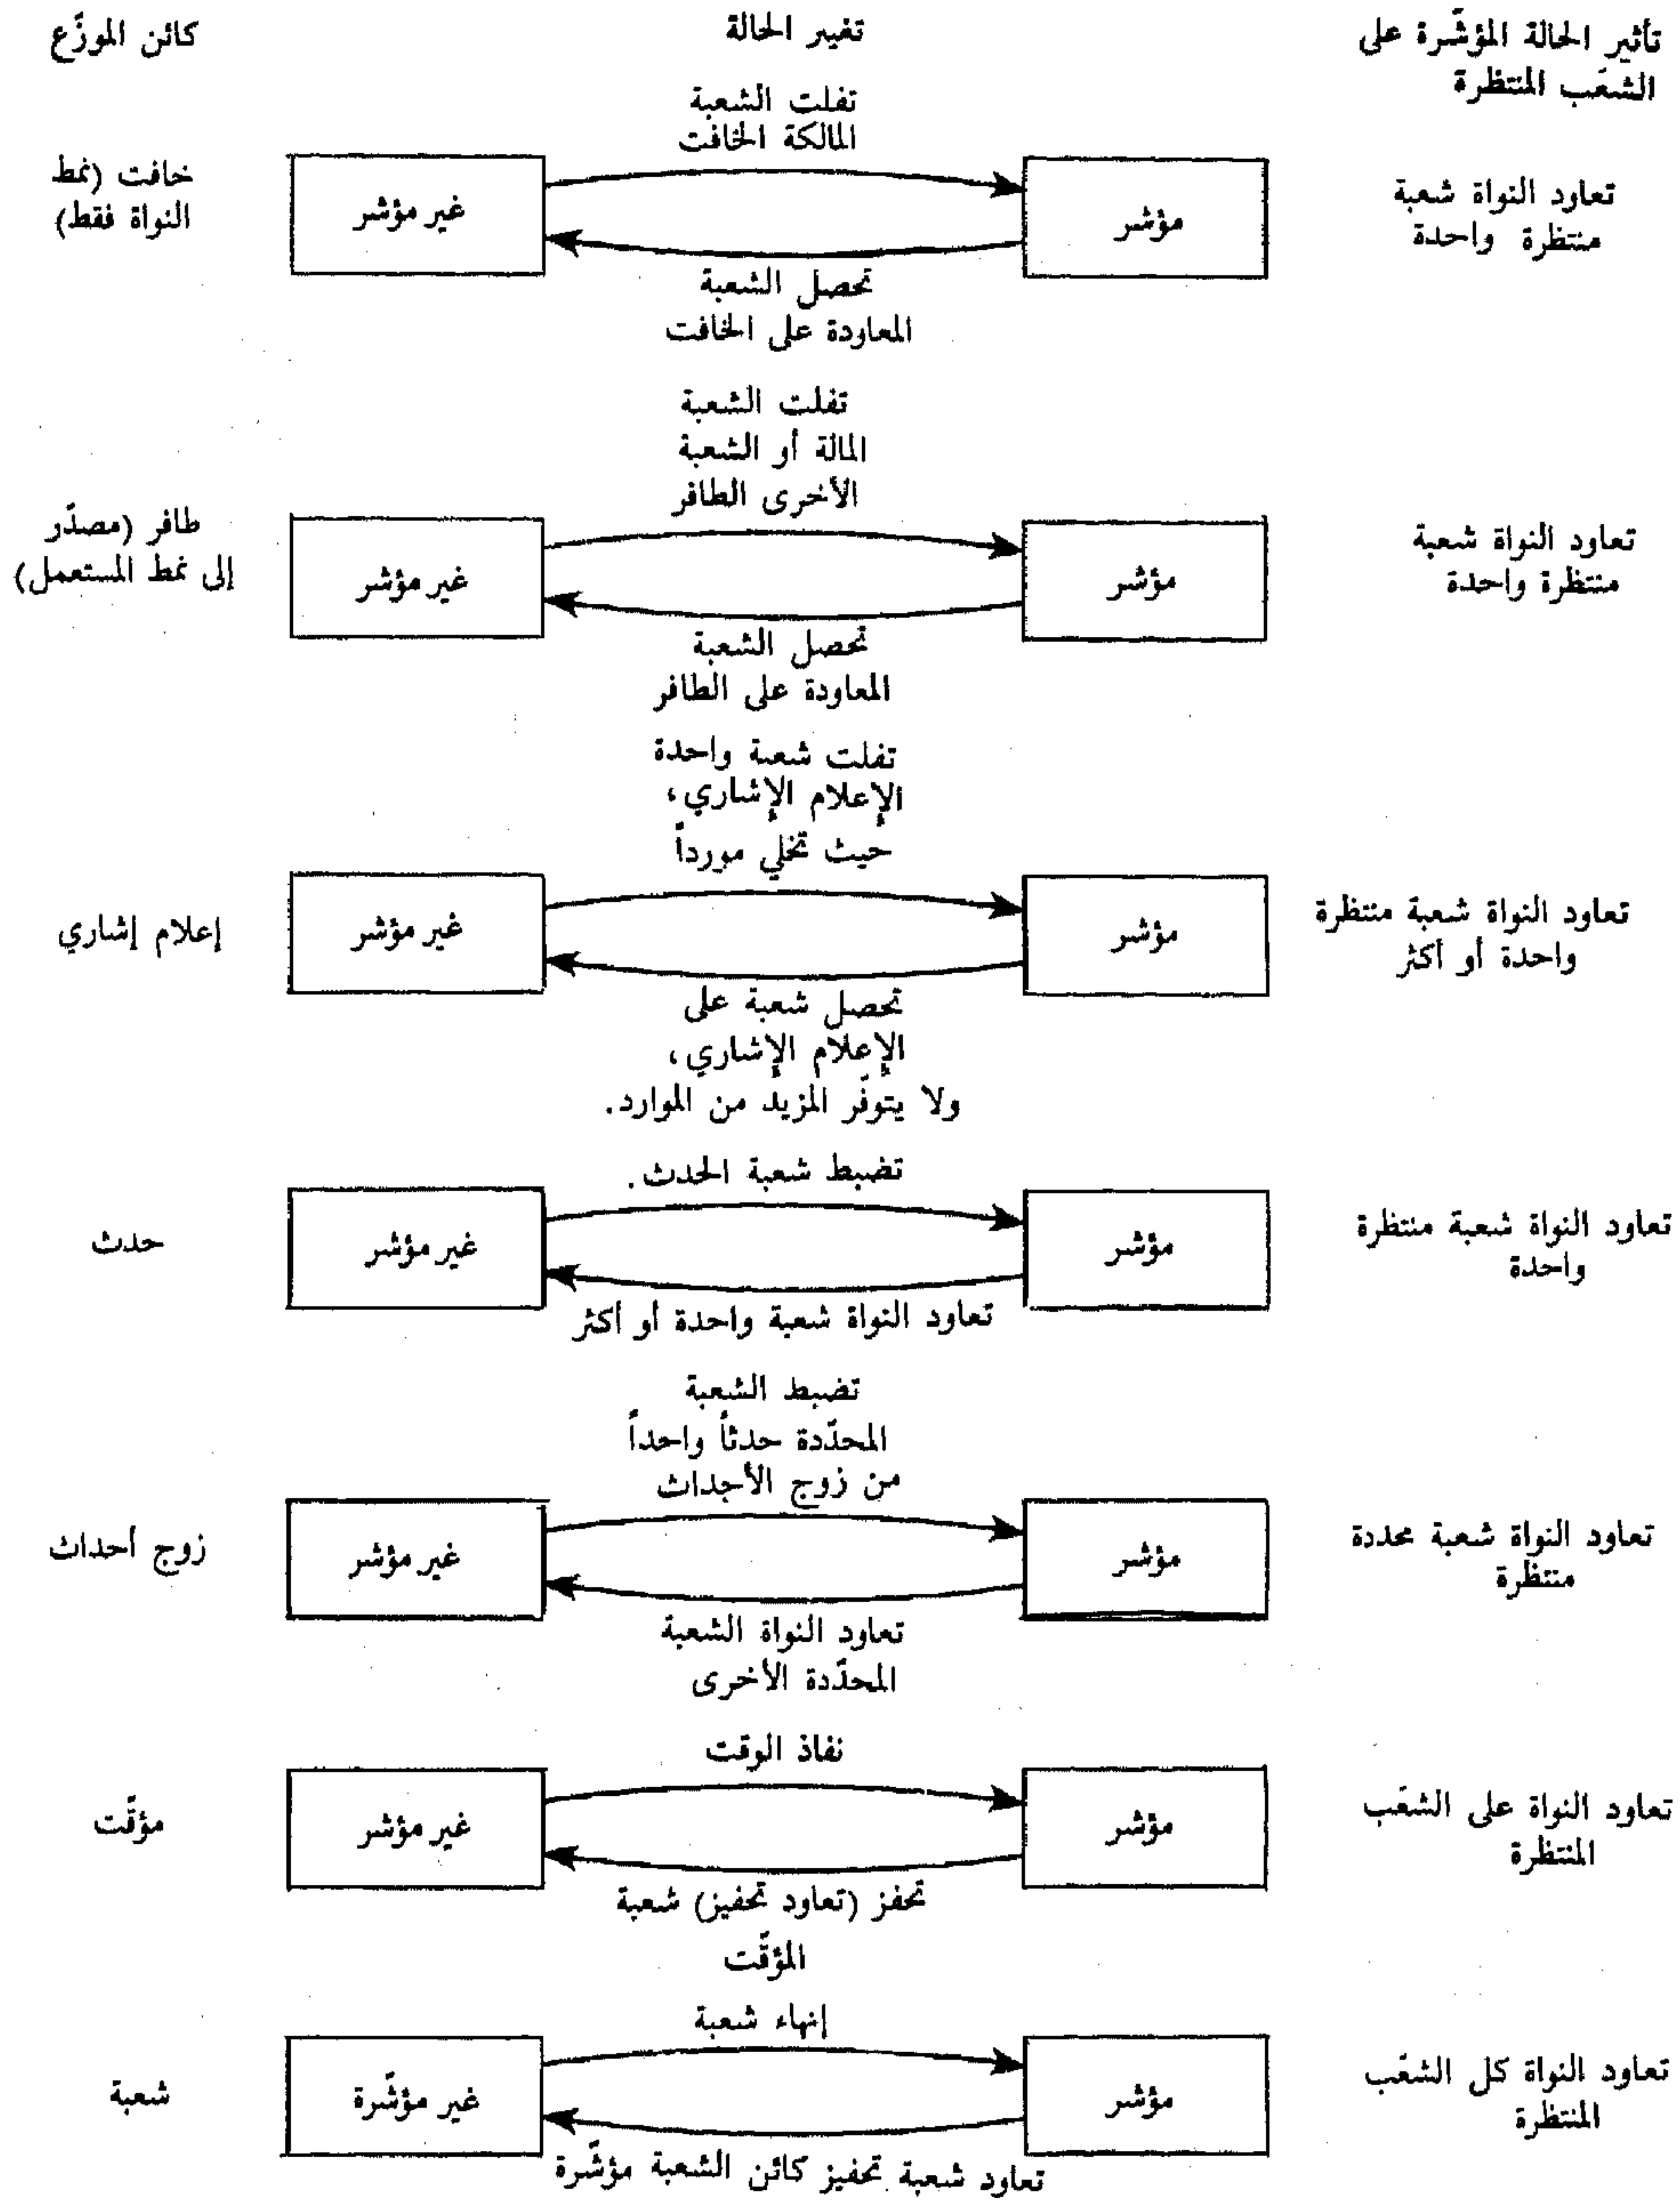 كائن الموزّع
تغيير الحالة
تأثير الحالة المؤشّرة على
الشعَب المنتظرة
خافت (نمط
النواة فقط)
غير مؤشر
تفلت الشعبة
المالكة الخافت
تحصل الشعبة
المعاودة على الخافت
مؤشر
تعاود النواة شعبة
منتظرة واحدة
طافر (مصدّر
إلى نمط المستعمل)
غير مؤشر
تفلت الشعبة
المالة أو الشعبة
الأخرى الطافر
تحصل الشعبة
المعاودة على الطافر
مؤشر
تعاود النواة شعبة
منتظرة واحدة
إعلام إشاري
غير مؤشر
تفلت شعبة واحدة
الإعلام الإشاري،
حيث تخلي مورداً
تحصل شعبة على
الإعلام الإشاري،
ولا يتوفّر المزيد من الموارد.
مؤشر
تعاود النواة شعبة منتظرة
واحدة أو أكثر
حدث
غير مؤشر
تضبط شعبة الحدث.
تعاود النواة شعبة واحدة أو أكثر
مؤشر
تعاود النواة شعبة منتظرة
واحدة
زوج أحداث
غير مؤشر
تضبط الشعبة
المحدّدة حدثاً واحداً
من زوج الأجداث
تعاود النواة الشعبة
المحدّدة الأخرى
مؤشر
تعاود النواة شعبة محددة
منتظرة
مؤقّت
غير مؤشر
نفاذ الوقت
تحفز (تعاود تحفيز) شعبة
المؤقّت
مؤشر
تعاود النواة على الشعَب
المنتظرة
شعبة
غير مؤشّرة
إنهاء شعبة
تعاود شعبة تحفيز كائن الشعبة مؤشّرة
مؤشر
تعاود النواة كل الشعَب
المنتظرة